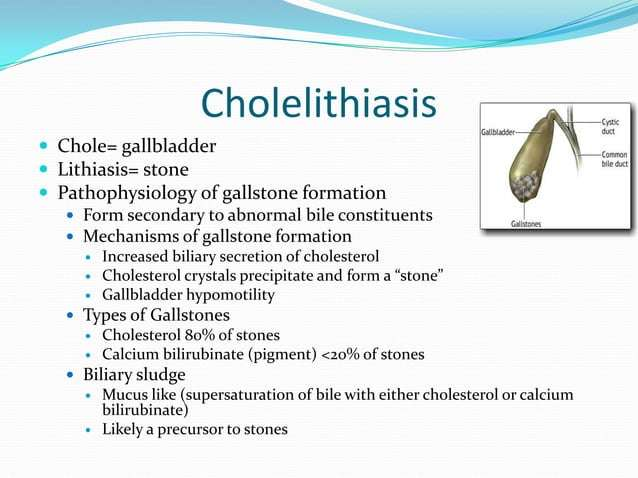 Cholelithiasis
Chole= gallbladder
Lithiasis= stone
Pathophysiology of gallstone formation
Form secondary to abnormal bile constituents
Mechanisms of gallstone formation
Increased biliary secretion of cholesterol
Cholesterol crystals precipitate and form a “stone”
Gallbladder hypomotility
Types of Gallstones
Cholesterol 80% of stones
Calcium bilirubinate (pigment) <20% of stones
Biliary sludge
Mucus like (supersaturation of bile with either cholesterol or calcium
bilirubinate)
Likely a precursor to stones
Gallbladder
Cystic
duct
Common
bile duct
Gallstones